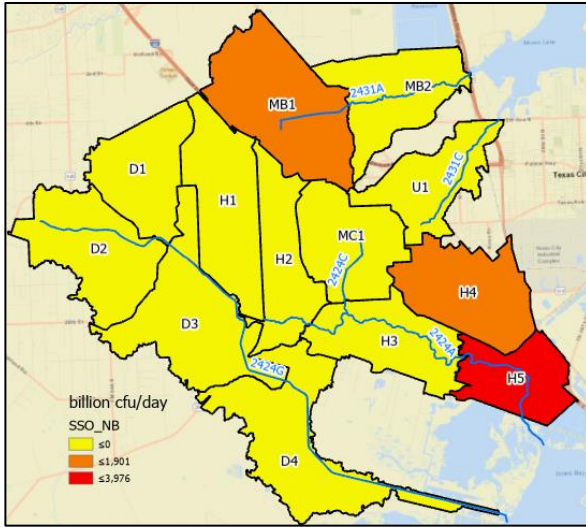 MB1
2431A
MB2
D1
H1
U1
2431C
Texas City
D2
H2
MC1
2424C
H4
D3
H3
2424A
H5
2424G
D4
billion cfu/day
SSO_NB
≤0
≤1,901
≤3,976